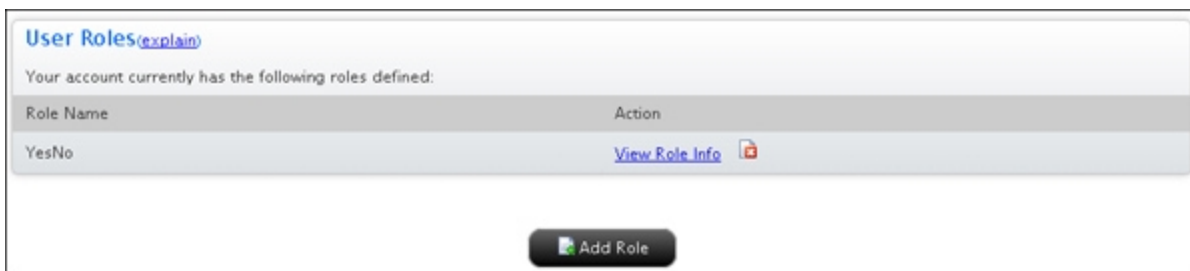 User Roles(explain)
Your account currently has the following roles defined:
Role Name Action
YesNo View Role Info
Add Role